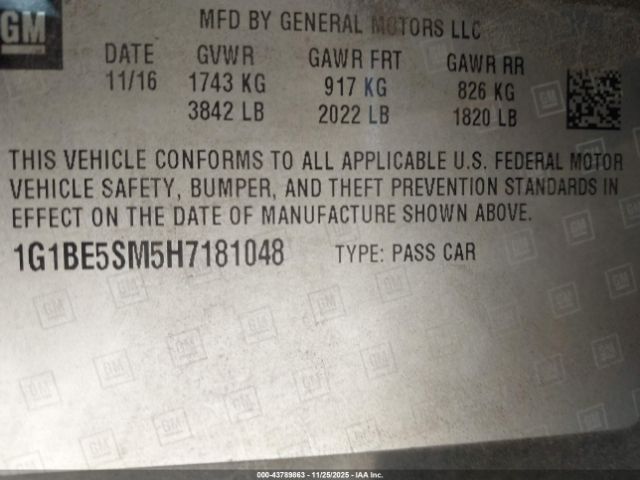 GM
MFD BY GENERAL MOTORS LLC
DATE GVWR GAWR FRT GAWR RR
11/16 1743 KG 917 KG 826 KG
3842 LB 2022 LB 1820 LB
THIS VEHICLE CONFORMS TO ALL APPLICABLE U.S. FEDERAL MOTOR
VEHICLE SAFETY, BUMPER, AND THEFT PREVENTION STANDARDS IN
EFFECT ON THE DATE OF MANUFACTURE SHOWN ABOVE.
1G1BE5SM5H7181048 TYPE: PASS CAR
000-43789863 - 11/25/2025 - IAA Inc.